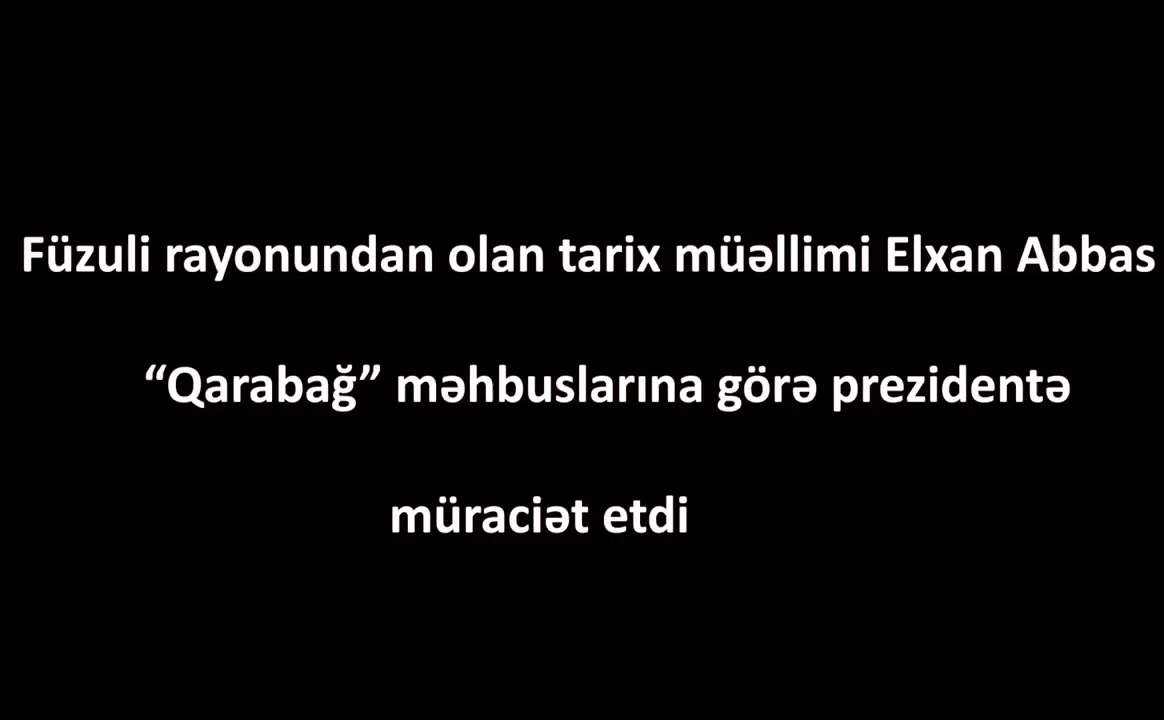 Füzuli rayonundan olan tarix müəllimi Elxan Abbas
“Qarabağ” məhbuslarına görə prezidentə
müraciət etdi